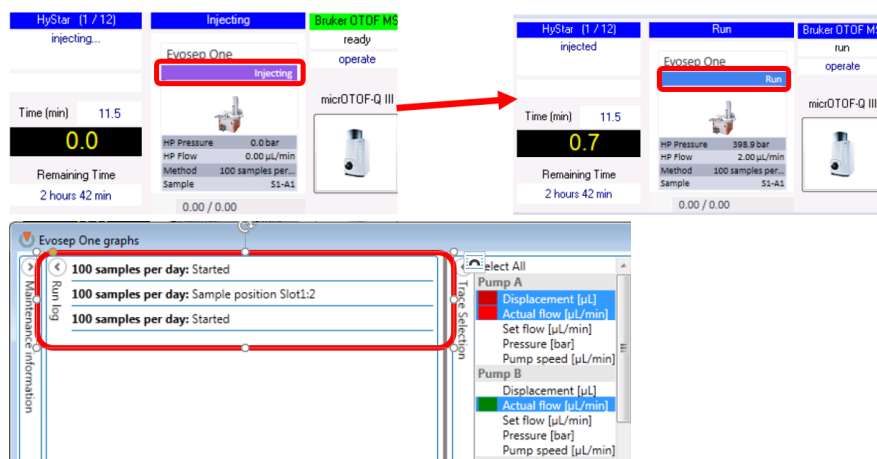 HyStar (1 / 12)
injecting...
Time (min) 11.5
0.0
Remaining Time
2 hours 42 min
Injecting
Evosep One
Injecting
HP Pressure 0.0 bar
HP Flow 0.00 µL/min
Method 100 samples per...
Sample S1-A1
0.00 / 0.00
Bruker OTOF MS
ready
operate
micrOTOF-Q III
HyStar (1 / 12)
injected
Time (min) 11.5
0.7
Remaining Time
2 hours 42 min
Run
Evosep One
Run
HP Pressure 398.9 bar
HP Flow 2.00 µL/min
Method 100 samples per...
Sample S1-A1
0.00 / 0.00
Bruker OTOF MS
run
operate
micrOTOF-Q III
Evosep One graphs
Maintenance information
Run log
100 samples per day: Started
100 samples per day: Sample position Slot1:2
100 samples per day: Started
Trace Selection
elect All
Pump A
Displacement [µL]
Actual flow [µL/min]
Set flow [µL/min]
Pressure [bar]
Pump speed [µL/min]
Pump B
Displacement [µL]
Actual flow [µL/min]
Set flow [µL/min]
Pressure [bar]
Pump speed [µL/min]